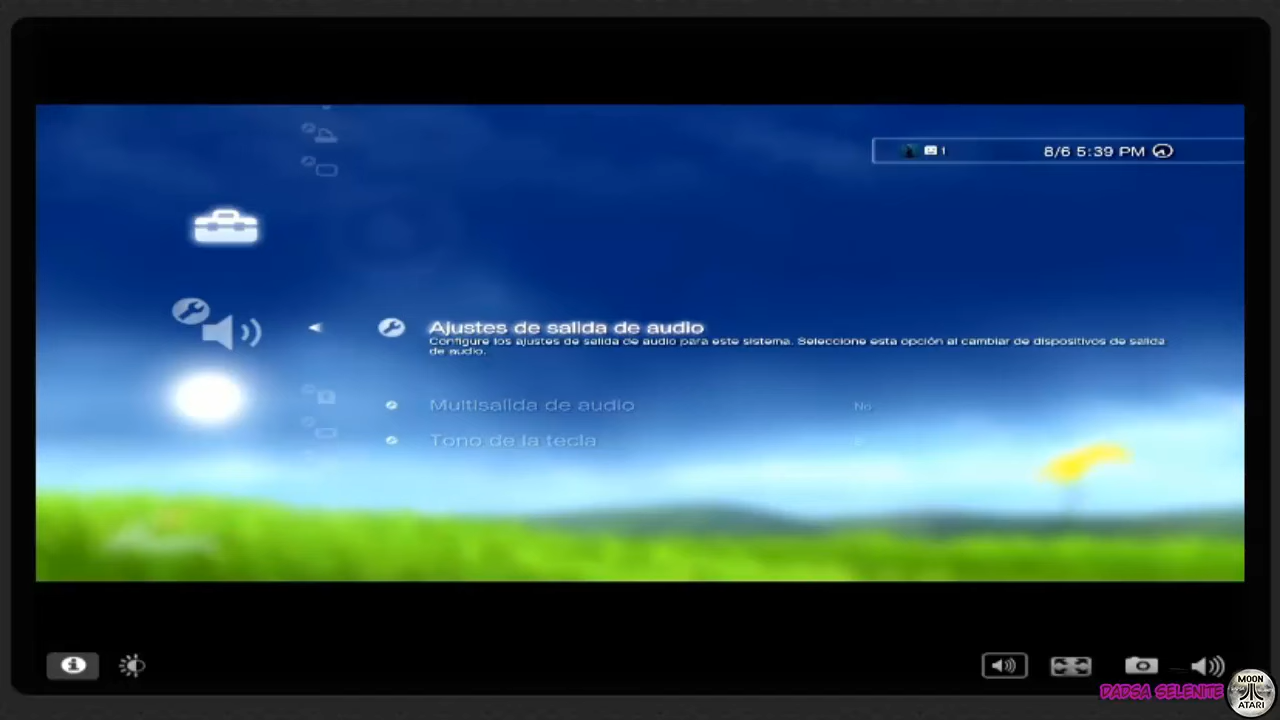 1
8/6 5:39 PM
Ajustes de salida de audio
Configure los ajustes de salida de audio para este sistema. Seleccione esta opción al cambiar de dispositivos de salida
de audio.
Multisalida de audio
No
Tono de la tecla
DADSA SELENITE
MOON
ATARI